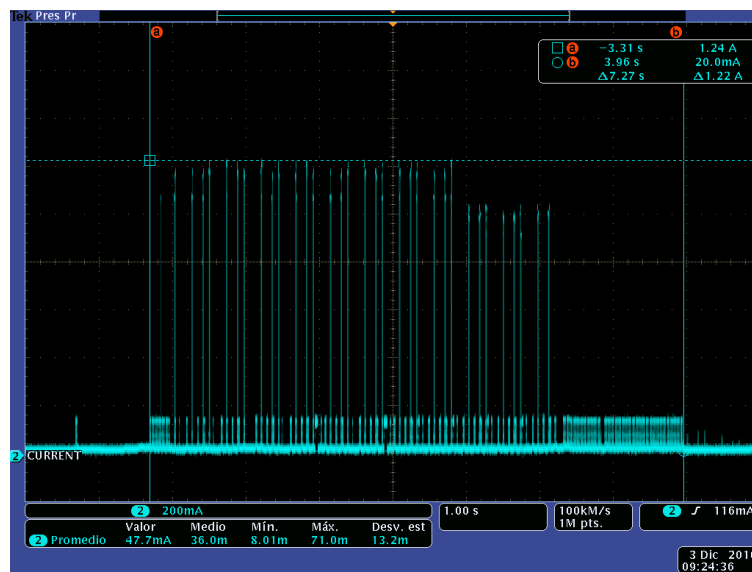 Tek Pres Pr
a
b
a −3.31 s 1.24 A
b 3.96 s 20.0mA
Δ7.27 s Δ1.22 A
2 CURRENT
2 200mA 1.00 s 100kM/s 2 116mA
1M pts.
Valor Medio Mín. Máx. Desv. est
2 Promedio 47.7mA 36.0m 8.01m 71.0m 13.2m
3 Dic 2010
09:24:36